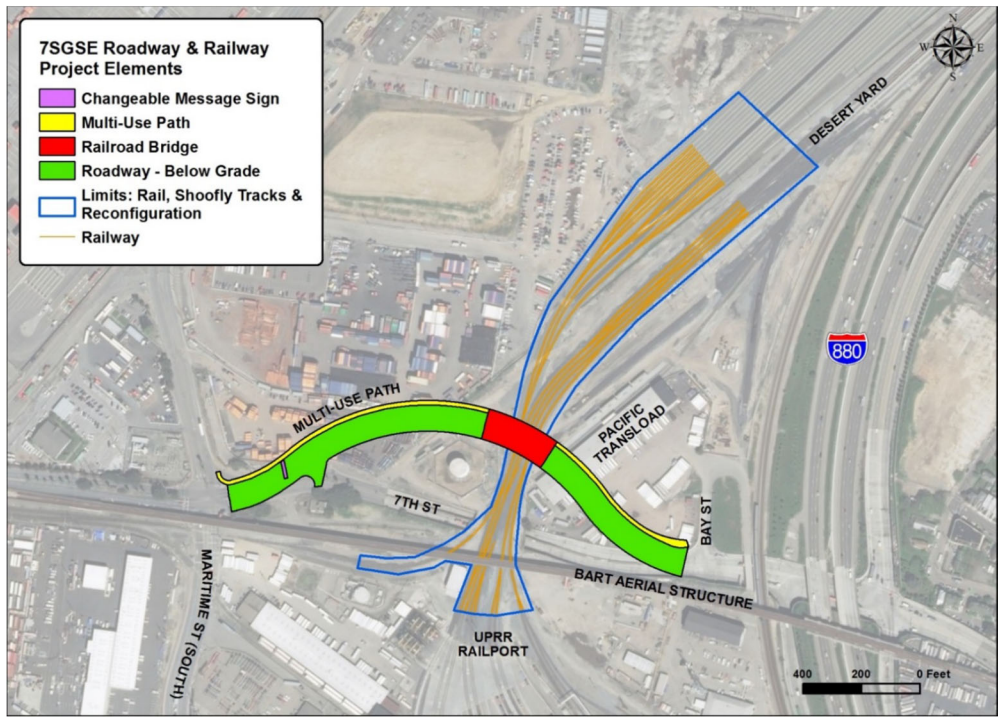 7SGSE Roadway & Railway
Project Elements
Changeable Message Sign
Multi-Use Path
Railroad Bridge
Roadway - Below Grade
Limits: Rail, Shoofly Tracks &
Reconfiguration
Railway
N
W E
S
DESERT YARD
880
MULTI-USE PATH
PACIFIC
TRANSLOAD
7TH ST
BAY ST
BART AERIAL STRUCTURE
MARITIME ST (SOUTH)
UPRR
RAILPORT
400 200 0 Feet